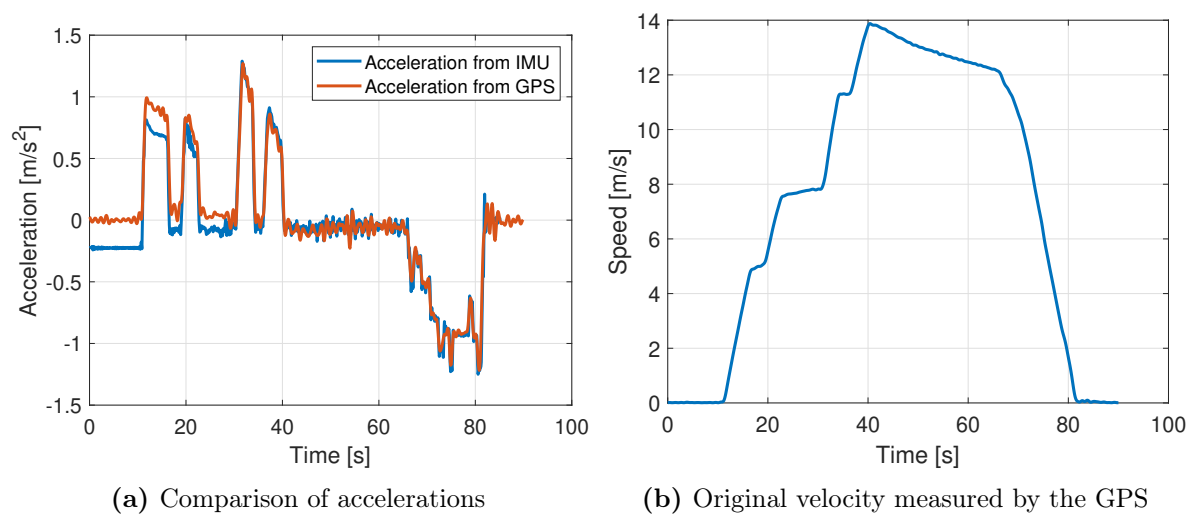 1.5
1
0.5
0
-0.5
-1
-1.5
Acceleration [m/s²]
Acceleration from IMU
Acceleration from GPS
0 20 40 60 80 100
Time [s]
(a) Comparison of accelerations
14
12
10
8
6
4
2
0
Speed [m/s]
0 20 40 60 80 100
Time [s]
(b) Original velocity measured by the GPS